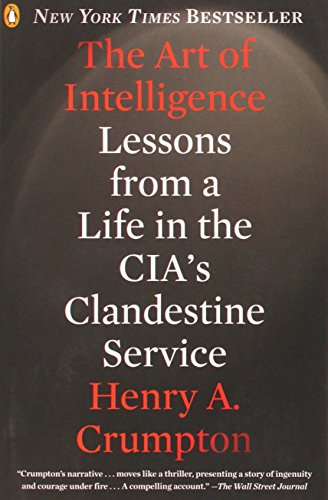 NEW YORK TIMES BESTSELLER
The Art of
Intelligence
Lessons
from a
Life in the
CIA's
Clandestine
Service
Henry A.
Crumpton
"Crumpton's narrative . . . moves like a thriller, presenting a story of ingenuity
and courage under fire . . . A compelling account." —The Wall Street Journal